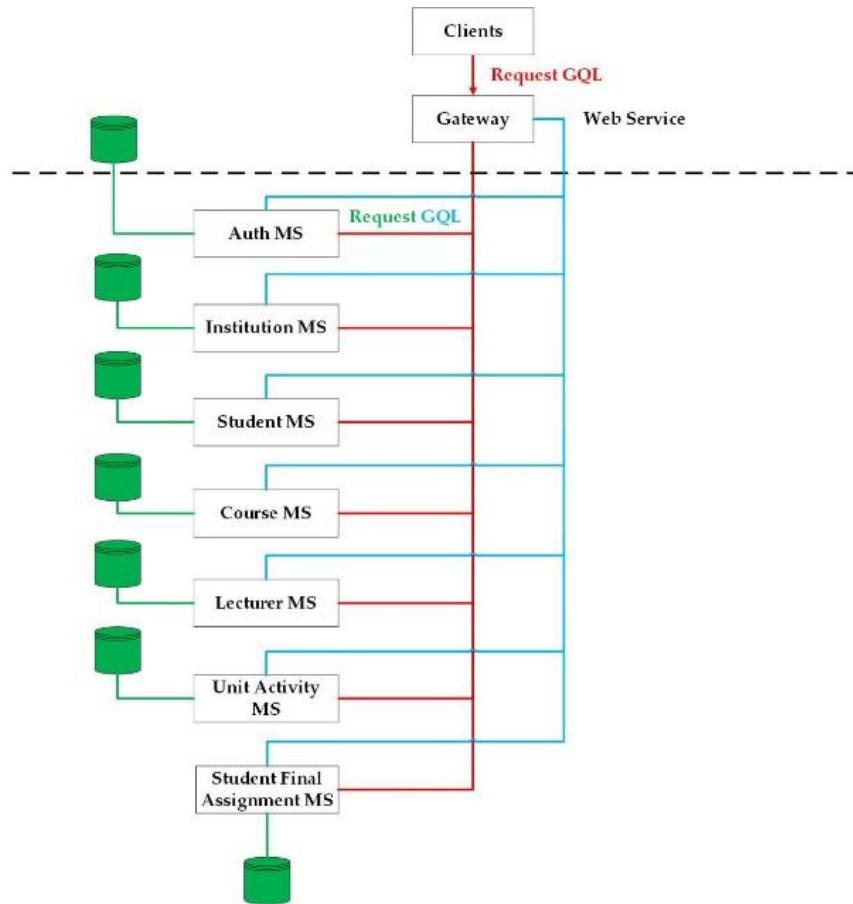 Clients
Request GQL
Gateway
Web Service
Auth MS
Request GQL
Institution MS
Student MS
Course MS
Lecturer MS
Unit Activity
MS
Student Final
Assignment MS